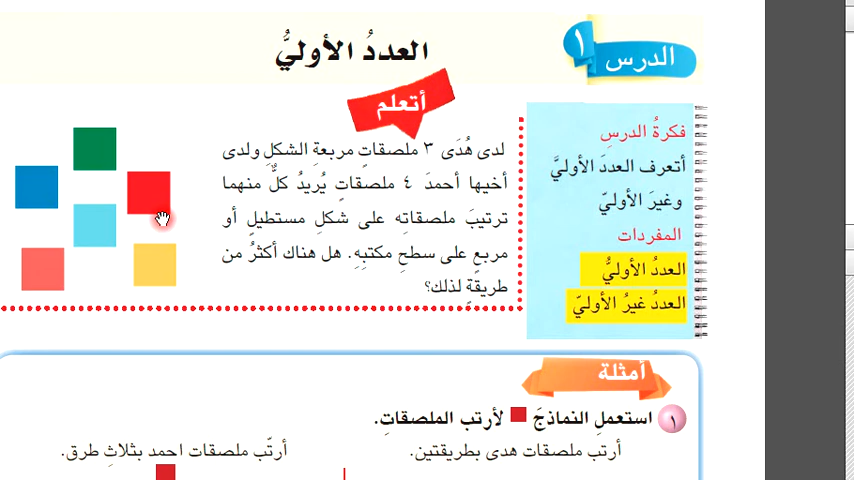 الدرس ١
العددُ الأوليُّ
أتعلم
لدى هُدَى ٣ ملصقاتٍ مربعةِ الشكلِ ولدى
أخيها أحمدَ ٤ ملصقاتٍ يُريدُ كلٌّ منهما
ترتيبَ ملصقاتِه على شكلِ مستطيلٍ أو
مربعٍ على سطحِ مكتبِهِ. هل هناك أكثرُ من
طريقةٍ لذلك؟
فكرةُ الدرسِ
أتعرف العددَ الأوليَّ
وغيرَ الأوليّ
المفردات
العددُ الأوليُّ
العددُ غيرُ الأوليّ
أمثلة
١ استعملِ النماذجَ لأرتب الملصقاتِ.
أرتب ملصقات هدى بطريقتين.
أرتّب ملصقات احمد بثلاثِ طرق.